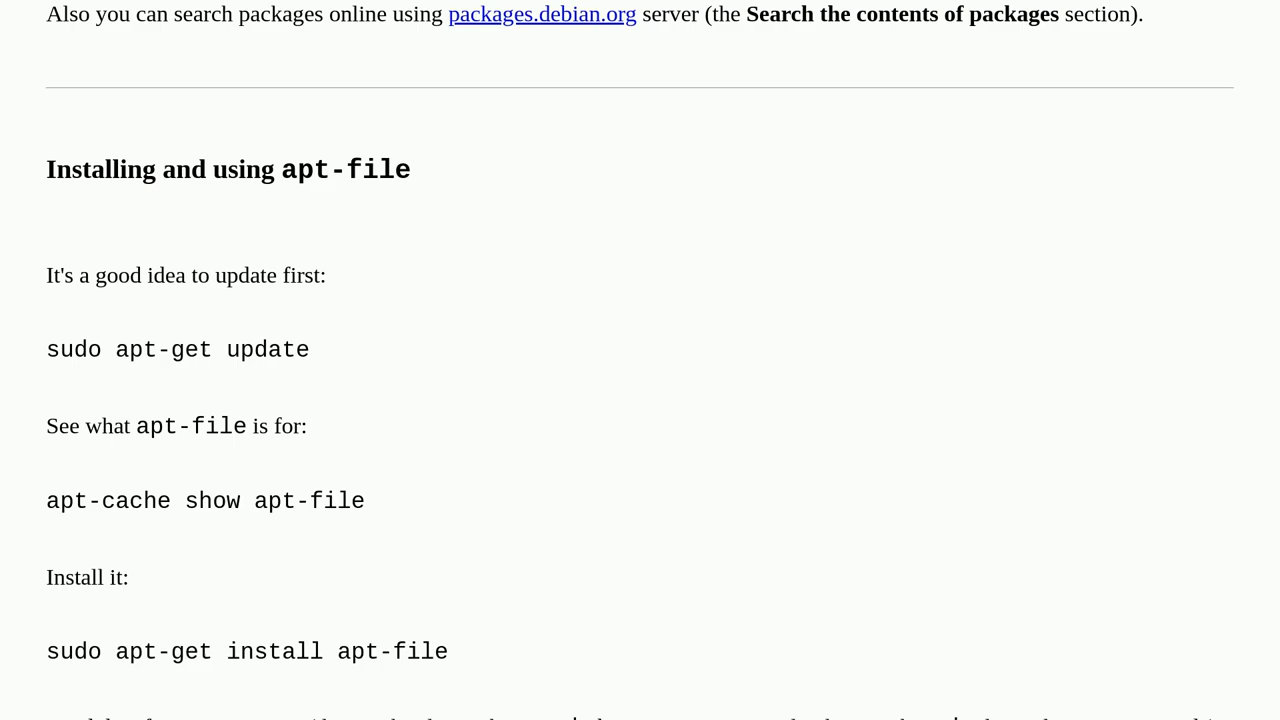 Also you can search packages online using packages.debian.org server (the Search the contents of packages section).
Installing and using apt-file
It's a good idea to update first:
sudo apt-get update
See what apt-file is for:
apt-cache show apt-file
Install it:
sudo apt-get install apt-file